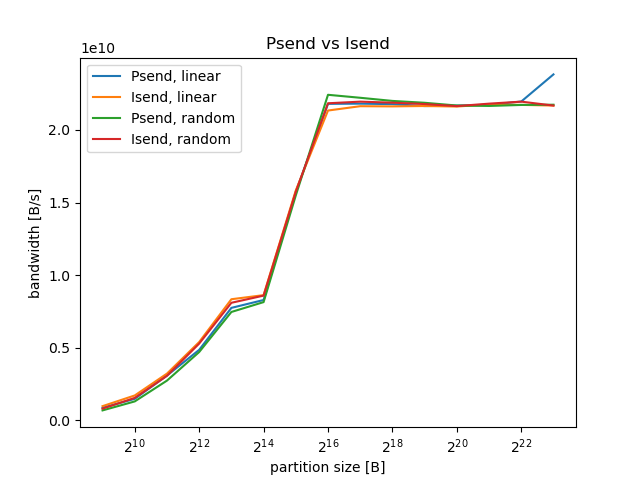 Psend vs Isend
1e10
Psend, linear
Isend, linear
Psend, random
Isend, random
2.0
1.5
1.0
0.5
0.0
bandwidth [B/s]
2^10 2^12 2^14 2^16 2^18 2^20 2^22
partition size [B]